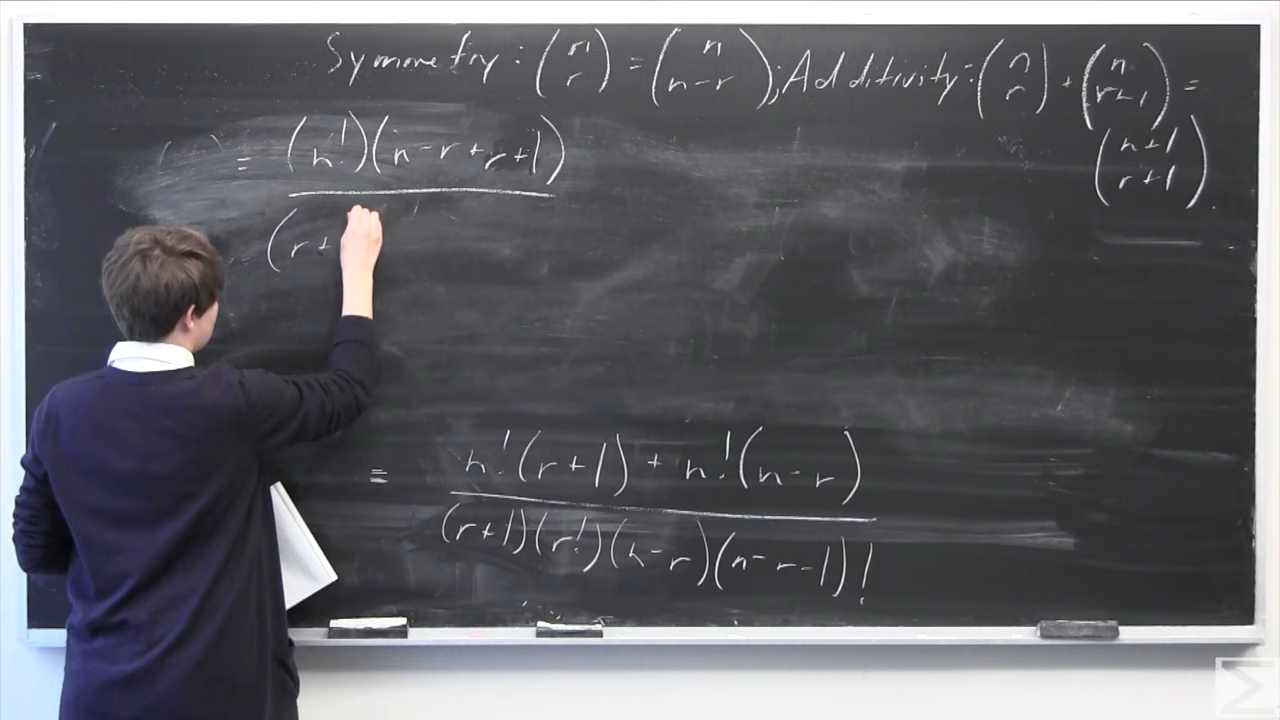 Symmetry: (n r) = (n n-r); Additivity: (n r) + (n r+1) =
(n+1 r+1).
= (n!)(n-r+r+1)
(r+
= n!(r+1) + n!(n-r)
(r+1)(r!)(n-r)(n-r-1)!
Σ